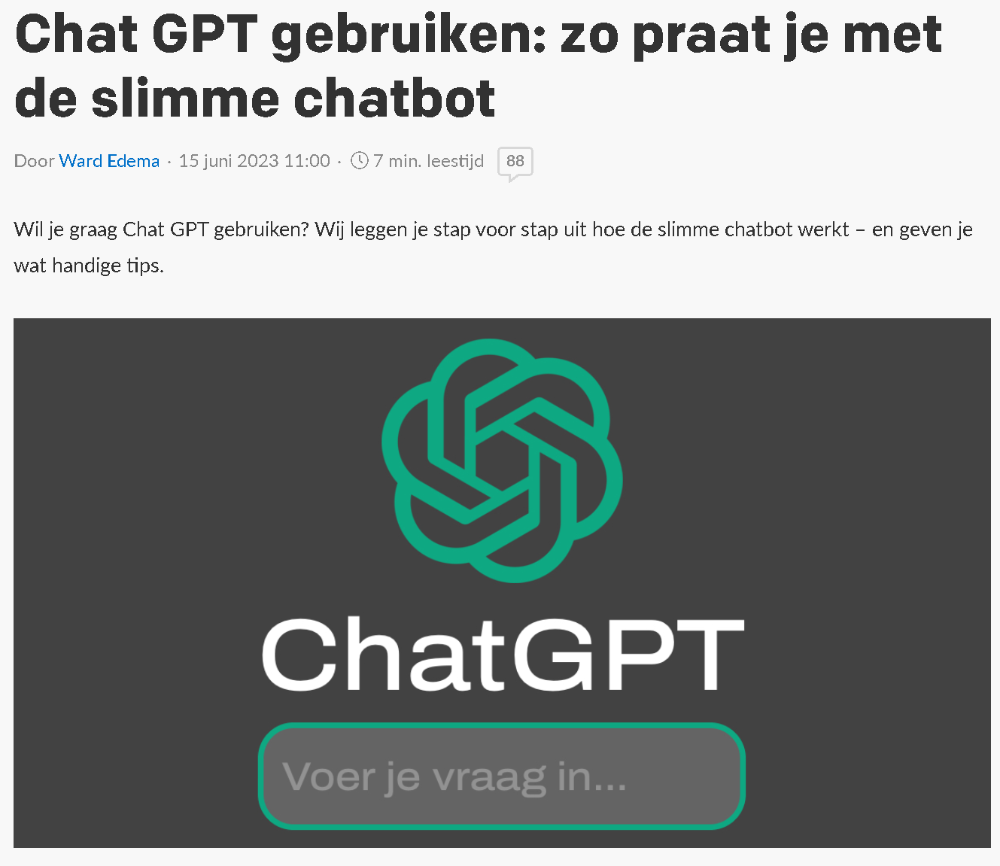 Chat GPT gebruiken: zo praat je met
de slimme chatbot
Door Ward Edema · 15 juni 2023 11:00 · 7 min. leestijd 88
Wil je graag Chat GPT gebruiken? Wij leggen je stap voor stap uit hoe de slimme chatbot werkt – en geven je
wat handige tips.
ChatGPT
Voer je vraag in...